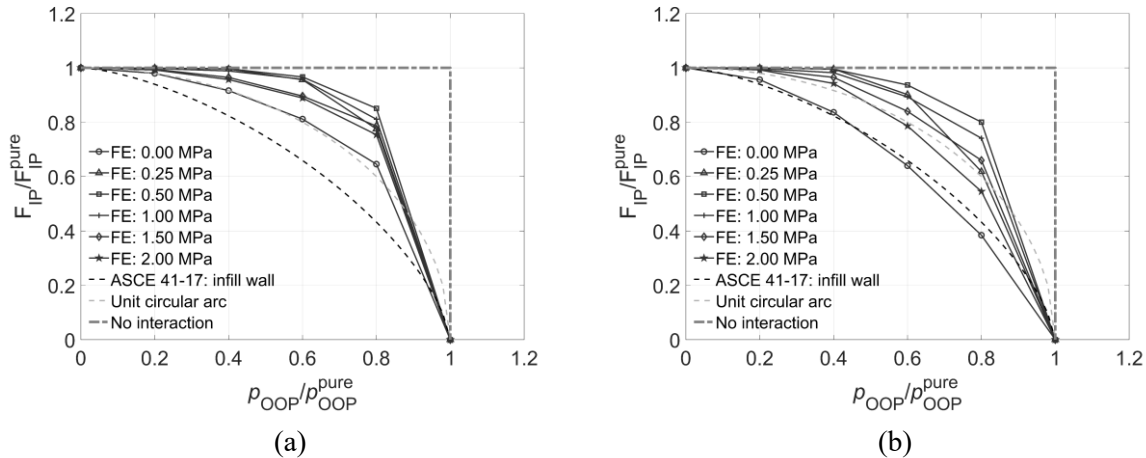 1.2
1
0.8
0.6
0.4
0.2
0
F_IP/F_IP^pure
FE: 0.00 MPa
FE: 0.25 MPa
FE: 0.50 MPa
FE: 1.00 MPa
FE: 1.50 MPa
FE: 2.00 MPa
ASCE 41-17: infill wall
Unit circular arc
No interaction
0 0.2 0.4 0.6 0.8 1 1.2
p_OOP/p_OOP^pure
(a)
1.2
1
0.8
0.6
0.4
0.2
0
F_IP/F_IP^pure
FE: 0.00 MPa
FE: 0.25 MPa
FE: 0.50 MPa
FE: 1.00 MPa
FE: 1.50 MPa
FE: 2.00 MPa
ASCE 41-17: infill wall
Unit circular arc
No interaction
0 0.2 0.4 0.6 0.8 1 1.2
p_OOP/p_OOP^pure
(b)